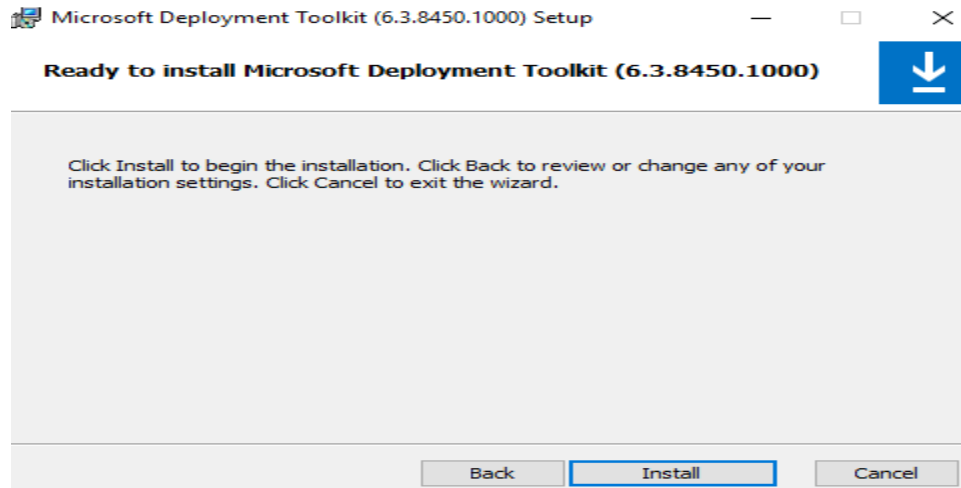 Microsoft Deployment Toolkit (6.3.8450.1000) Setup
Ready to install Microsoft Deployment Toolkit (6.3.8450.1000)
Click Install to begin the installation. Click Back to review or change any of your
installation settings. Click Cancel to exit the wizard.
Back Install Cancel